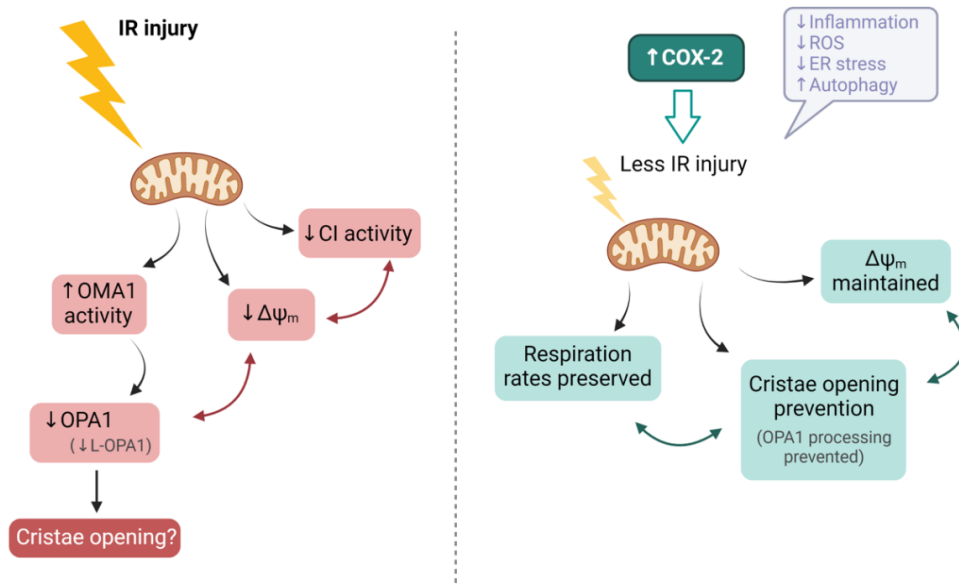 IR injury
↓CI activity
↑OMA1
activity
↓Δψm
↓OPA1
(↓L-OPA1)
Cristae opening?
↑COX-2
↓Inflammation
↓ROS
↓ER stress
↑Autophagy
Less IR injury
Δψm
maintained
Respiration
rates preserved
Cristae opening
prevention
(OPA1 processing
prevented)